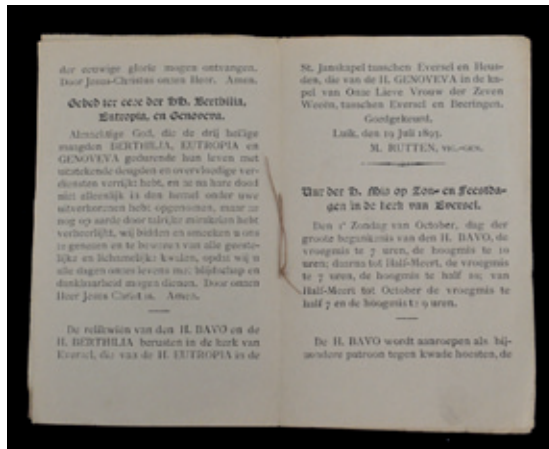 der eeuwige glorie mogen ontvangen.
Door Jesus-Christus onzen Heer. Amen.
Gebed ter eere der HH. Berthilia,
Eutropia, en Genoveva.
Almachtige God, die de drij heilige
maagden BERTHILIA, EUTROPIA en
GENOVEVA gedurende hun leven met
uitstekende deugden en overvloedige ver-
diensten verrijkt hebt, en ze na hare dood
niet alleenlijk in den hemel onder uwe
uitverkorenen hebt opgenomen, maar ze
nog op aarde door talrijke mirakelen hebt
verheerlijkt, wij bidden en smeeken u ons
te genezen en te bewaren van alle geeste-
lijke en lichamelijke kwalen, opdat wij u
alle dagen onzes levens met blijdschap en
dankbaarheid mogen dienen. Door onzen
Heer Jesus Christus. Amen.
De relikwien van den H. BAVO en de
H. BERTHILIA berusten in de kerk van
Eversel, die van de H. EUTROPIA in de
St. Janskapel tusschen Eversel en Heus-
den, die van de H. GENOVEVA in de ka-
pel van Onze Lieve Vrouw der Zeven
Weeën, tusschen Eversel en Beeringen.
Goedgekeurd.
Luik, den 19 Juli 1893.
M. RUTTEN, VIC.-GEN.
Uur der H. Mis op Zon- en Feestda-
gen in de kerk van Eversel.
Den 1e Zondag van October, dag der
groote begankenis van den H. BAVO, de
vroegmis te 7 uren, de hoogmis te 10
uren; daarna tot Half-Meert, de vroegmis
te 7 uren, de hoogmis te half 10; van
Half-Meert tot October de vroegmis te
half 7 en de hoogmis te 9 uren.
De H. BAVO wordt aanroepen als bij-
zondere patroon tegen kwade hoesten, de